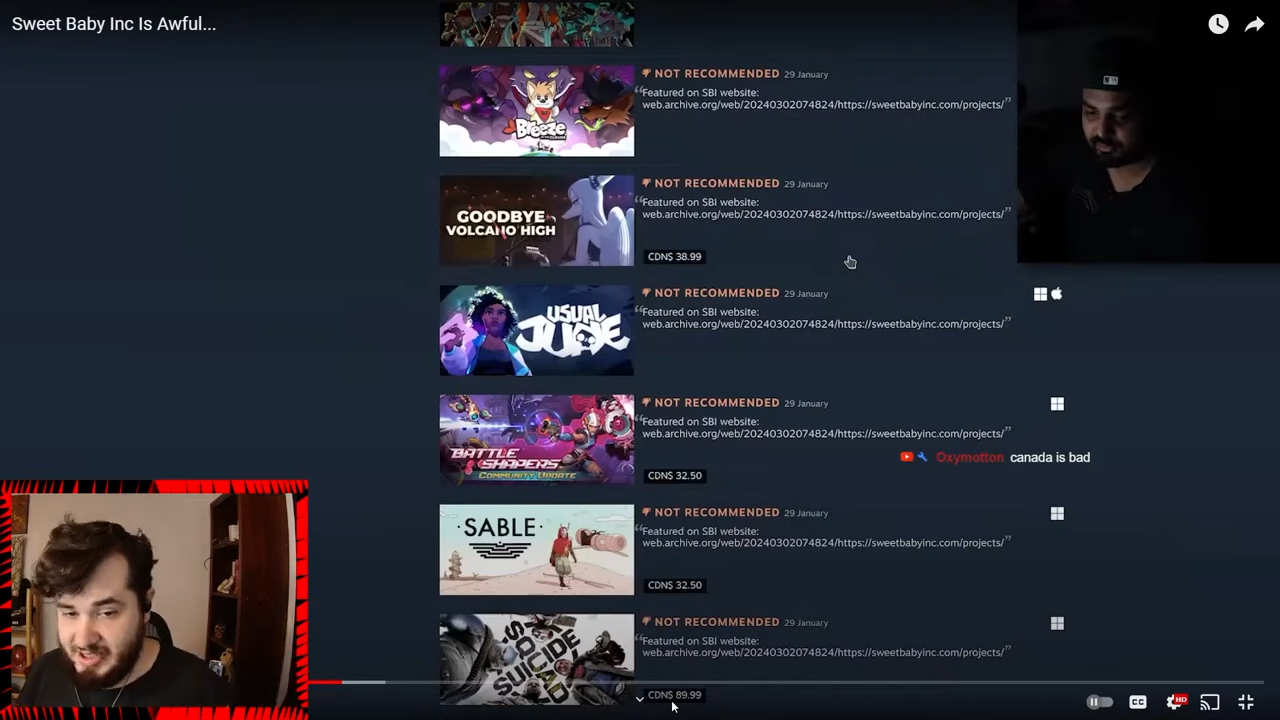 Sweet Baby Inc Is Awful...
NOT RECOMMENDED 29 January
“Featured on SBI website:
web.archive.org/web/20240302074824/https://sweetbabyinc.com/projects/”
Breeze
NOT RECOMMENDED 29 January
“Featured on SBI website:
web.archive.org/web/20240302074824/https://sweetbabyinc.com/projects/”
GOODBYE
VOLCANO HIGH
CDN$ 38.99
NOT RECOMMENDED 29 January
“Featured on SBI website:
web.archive.org/web/20240302074824/https://sweetbabyinc.com/projects/”
USUAL
JUNE
NOT RECOMMENDED 29 January
“Featured on SBI website:
web.archive.org/web/20240302074824/https://sweetbabyinc.com/projects/”
BATTLE
SHAPERS
COMMUNITY UPDATE
Oxymotton canada is bad
CDN$ 32.50
NOT RECOMMENDED 29 January
“Featured on SBI website:
web.archive.org/web/20240302074824/https://sweetbabyinc.com/projects/”
·SABLE·
CDN$ 32.50
NOT RECOMMENDED 29 January
“Featured on SBI website:
web.archive.org/web/20240302074824/https://sweetbabyinc.com/projects/”
SUICIDE
SQUAD
CDN$ 89.99
CC
HD